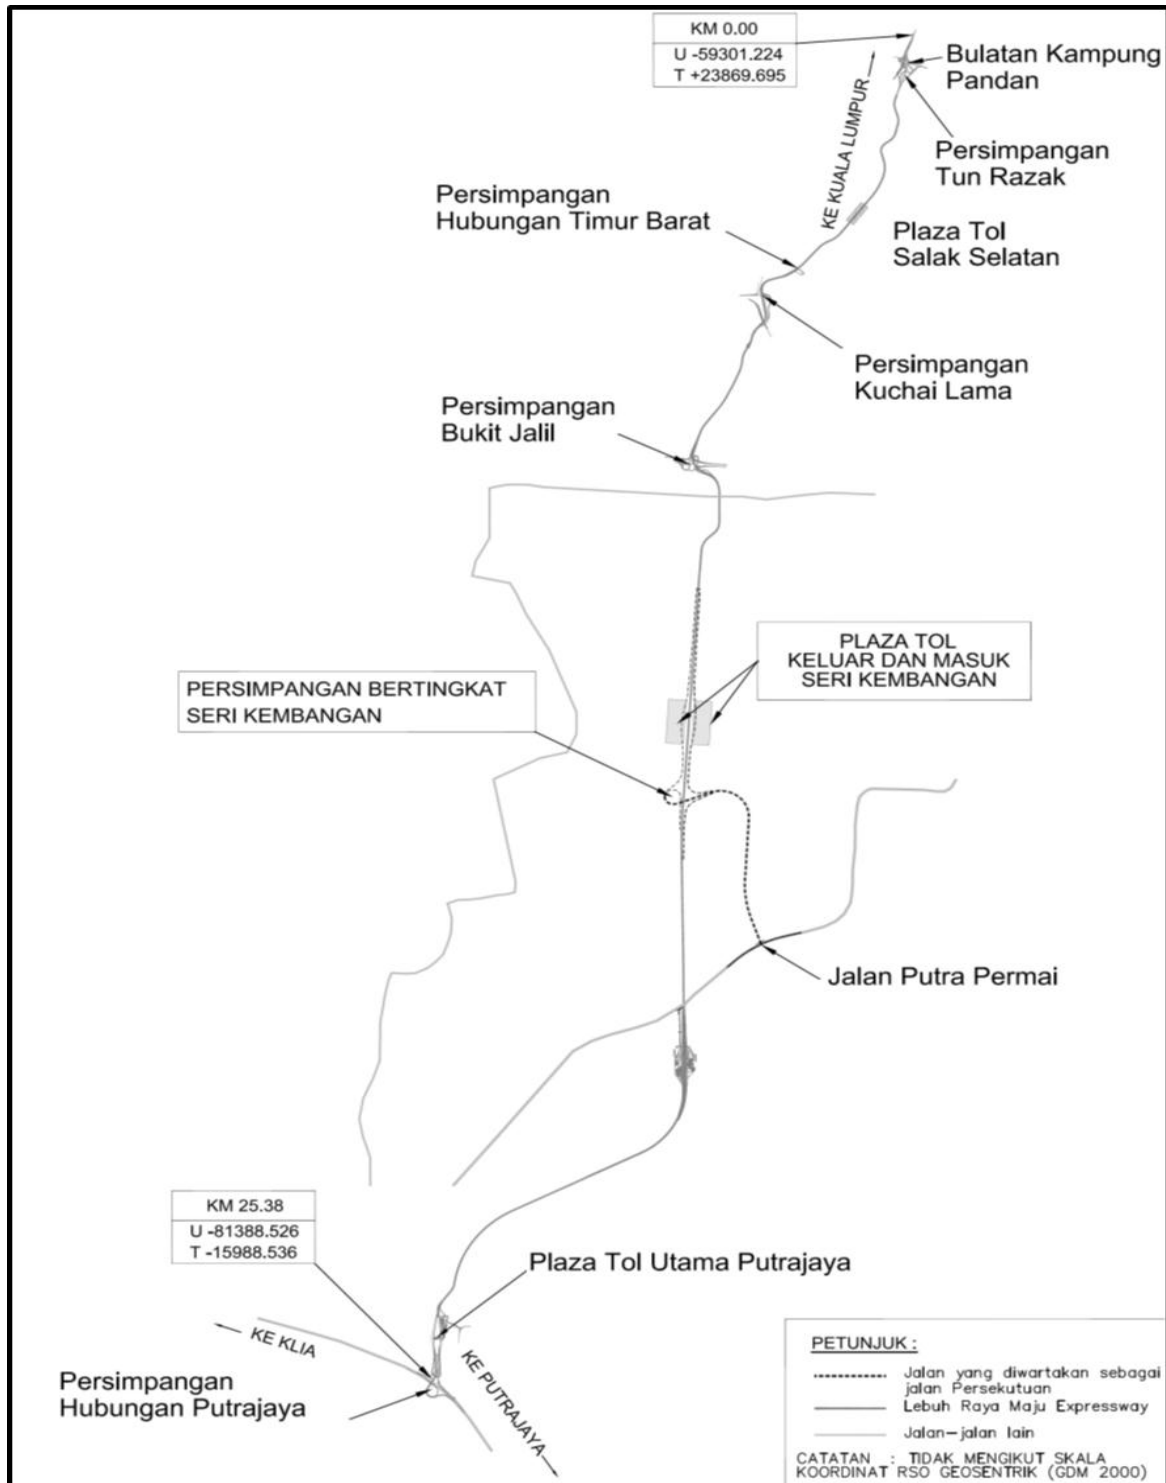 KM 0.00
U -59301.224
T +23869.695
Bulatan Kampung
Pandan
KE KUALA LUMPUR
Persimpangan
Tun Razak
Persimpangan
Hubungan Timur Barat
Plaza Tol
Salak Selatan
Persimpangan
Kuchai Lama
Persimpangan
Bukit Jalil
PLAZA TOL
KELUAR DAN MASUK
SERI KEMBANGAN
PERSIMPANGAN BERTINGKAT
SERI KEMBANGAN
Jalan Putra Permai
KM 25.38
U -81388.526
T -15988.536
Plaza Tol Utama Putrajaya
KE KLIA
KE PUTRAJAYA
Persimpangan
Hubungan Putrajaya
PETUNJUK :
Jalan yang diwartakan sebagai
jalan Persekutuan
Lebuh Raya Maju Expressway
Jalan-jalan lain
CATATAN : TIDAK MENGIKUT SKALA
KOORDINAT RSO GEOSENTRIK (GDM 2000)